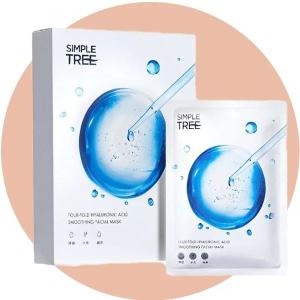 SIMPLE
TREE
FOUR-FOLD HYALURONIC ACID
SMOOTHING FACIAL MASK
SIMPLE
TREE
FOUR-FOLD HYALURONIC ACID
SMOOTHING FACIAL MASK